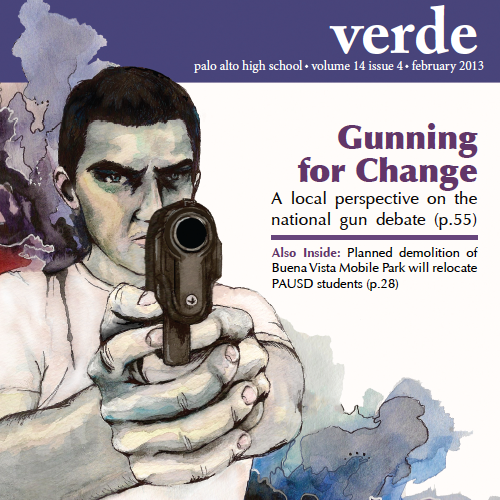 verde
palo alto high school • volume 14 issue 4 • february 2013
Gunning
for Change
A local perspective on the
national gun debate (p.55)
Also Inside: Planned demolition of
Buena Vista Mobile Park will relocate
PAUSD students (p.28)